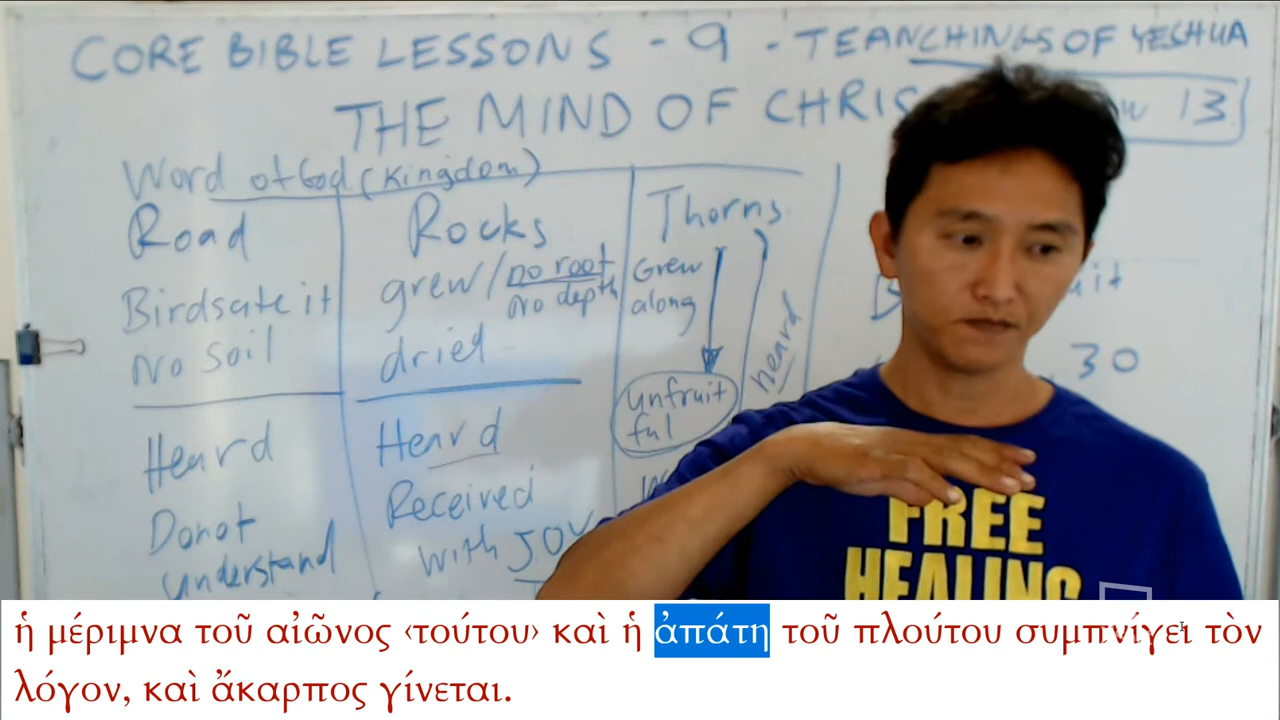 CORE BIBLE LESSONS - 9 - TEANCHINGS OF YESHUA
THE MIND OF CHRIS
13
Word of God (Kingdom)
Road
Birds ate it
No Soil
Heard
Donot
understand
Rocks
grew / no root
No depth
dried
Heard
Received
with JOY
Thorns
Grew
along
heard
unfruit
ful
30
FREE
HEALING
ἡ μέριμνα τοῦ αἰῶνος ‹τούτου› καὶ ἡ ἀπάτη τοῦ πλούτου συμπνίγει τὸν
λόγον, καὶ ἄκαρπος γίνεται.